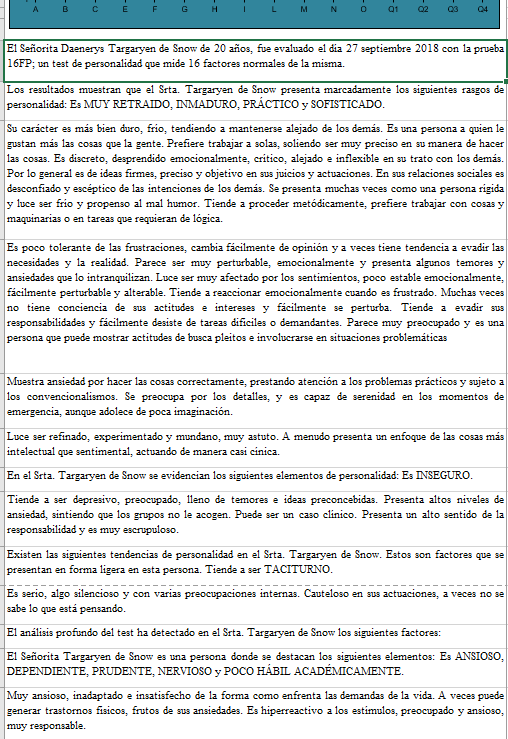 A B C E F G H I L M N O Q1 Q2 Q3 Q4
El Señorita Daenerys Targaryen de Snow de 20 años, fue evaluado el dia 27 septiembre 2018 con la prueba
16FP; un test de personalidad que mide 16 factores normales de la misma.
Los resultados muestran que el Srta. Targaryen de Snow presenta marcadamente los siguientes rasgos de
personalidad: Es MUY RETRAIDO, INMADURO, PRÁCTICO y SOFISTICADO.
Su carácter es más bien duro, frio, tendiendo a mantenerse alejado de los demás. Es una persona a quien le
gustan más las cosas que la gente. Prefiere trabajar a solas, soliendo ser muy preciso en su manera de hacer
las cosas. Es discreto, desprendido emocionalmente, critico, alejado e inflexible en su trato con los demás.
Por lo general es de ideas firmes, preciso y objetivo en sus juicios y actuaciones. En sus relaciones sociales es
desconfiado y escéptico de las intenciones de los demás. Se presenta muchas veces como una persona rígida
y luce ser frio y propenso al mal humor. Tiende a proceder metódicamente, prefiere trabajar con cosas y
maquinarias o en tareas que requieran de lógica.
Es poco tolerante de las frustraciones, cambia fácilmente de opinión y a veces tiene tendencia a evadir las
necesidades y la realidad. Parece ser muy perturbable, emocionalmente y presenta algunos temores y
ansiedades que lo intranquilizan. Luce ser muy afectado por los sentimientos, poco estable emocionalmente,
fácilmente perturbable y alterable. Tiende a reaccionar emocionalmente cuando es frustrado. Muchas veces
no tiene conciencia de sus actitudes e intereses y fácilmente se perturba. Tiende a evadir sus
responsabilidades y fácilmente desiste de tareas difíciles o demandantes. Parece muy preocupado y es una
persona que puede mostrar actitudes de busca pleitos e involucrarse en situaciones problemáticas
Muestra ansiedad por hacer las cosas correctamente, prestando atención a los problemas prácticos y sujeto a
los convencionalismos. Se preocupa por los detalles, y es capaz de serenidad en los momentos de
emergencia, aunque adolece de poca imaginación.
Luce ser refinado, experimentado y mundano, muy astuto. A menudo presenta un enfoque de las cosas más
intelectual que sentimental, actuando de manera casi cínica.
En el Srta. Targaryen de Snow se evidencian los siguientes elementos de personalidad: Es INSEGURO.
Tiende a ser depresivo, preocupado, lleno de temores e ideas preconcebidas. Presenta altos niveles de
ansiedad, sintiendo que los grupos no le acogen. Puede ser un caso clínico. Presenta un alto sentido de la
responsabilidad y es muy escrupuloso.
Existen las siguientes tendencias de personalidad en el Srta. Targaryen de Snow. Estos son factores que se
presentan en forma ligera en esta persona. Tiende a ser TACITURNO.
Es serio, algo silencioso y con varias preocupaciones internas. Cauteloso en sus actuaciones, a veces no se
sabe lo que está pensando.
El análisis profundo del test ha detectado en el Srta. Targaryen de Snow los siguientes factores:
El Señorita Targaryen de Snow es una persona donde se destacan los siguientes elementos: Es ANSIOSO,
DEPENDIENTE, PRUDENTE, NERVIOSO y POCO HÁBIL ACADÉMICAMENTE.
Muy ansioso, inadaptado e insatisfecho de la forma como enfrenta las demandas de la vida. A veces puede
generar trastornos físicos, frutos de sus ansiedades. Es hiperreactivo a los estimulos, preocupado y ansioso,
muy responsable.